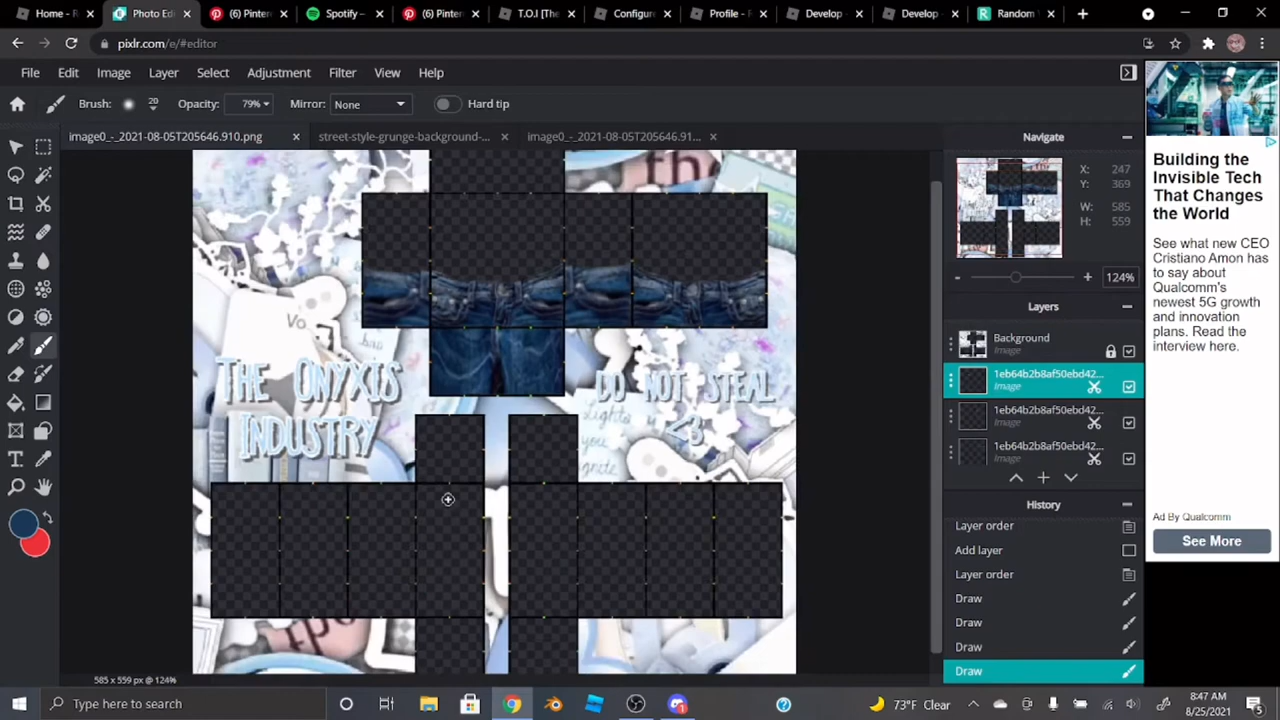 Home - R
Photo Edi
(6) Pinter
Spotify –
(6) Pinter
T.O.I [The
Configure
Profile - R
Develop -
Develop -
Random V
pixlr.com/e/#editor
File Edit Image Layer Select Adjustment Filter View Help
Brush: 20 Opacity: 79% Mirror: None Hard tip
image0_-_2021-08-05T205646.910.png
street-style-grunge-background-...
image0_-_2021-08-05T205646.91...
Navigate
X: 247
Y: 369
W: 585
H: 559
- + 124%
Layers
Background
Image
1eb64b2b8af50ebd42...
Image
1eb64b2b8af50ebd42...
Image
1eb64b2b8af50ebd42...
Image
History
Layer order
Add layer
Layer order
Draw
Draw
Draw
Draw
THE ONYXIS
INDUSTRY
DO NOT STEAL
<3
Vo
lights
you
585 x 559 px @ 124%
Building the
Invisible Tech
That Changes
the World
See what new CEO
Cristiano Amon has
to say about
Qualcomm's
newest 5G growth
and innovation
plans. Read the
interview here.
Ad By Qualcomm
See More
Type here to search
73°F Clear
8:47 AM
8/25/2021
5